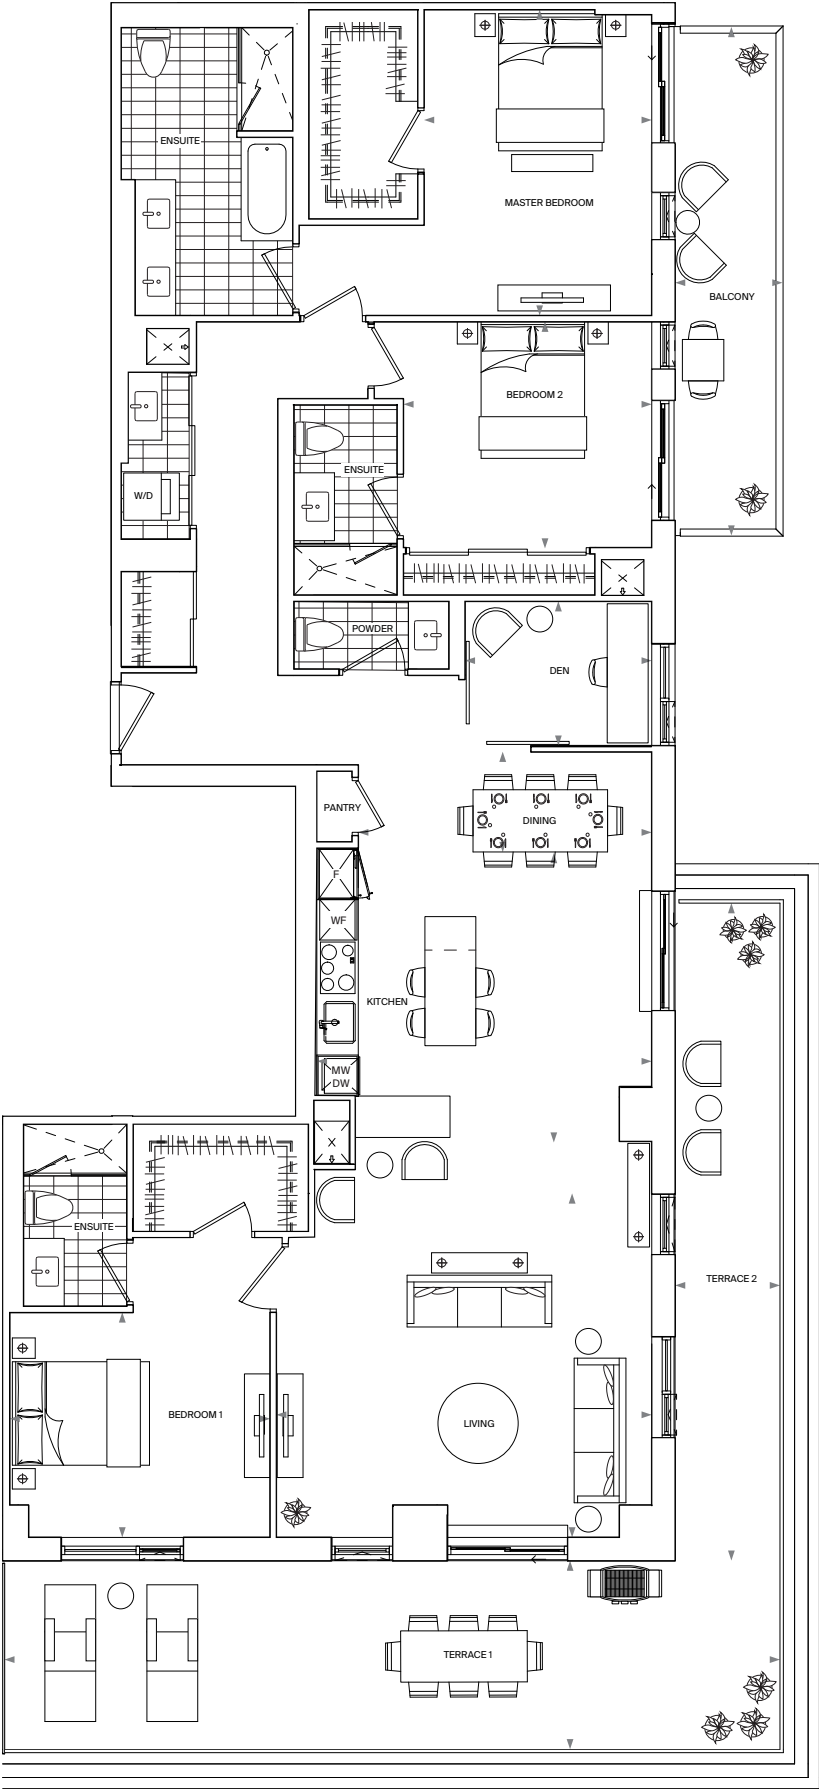 ENSUITE
MASTER BEDROOM
BALCONY
X
BEDROOM 2
ENSUITE
W/D
X
POWDER
DEN
PANTRY
DINING
F
WF
KITCHEN
MW
DW
X
ENSUITE
TERRACE 2
BEDROOM 1
LIVING
TERRACE 1